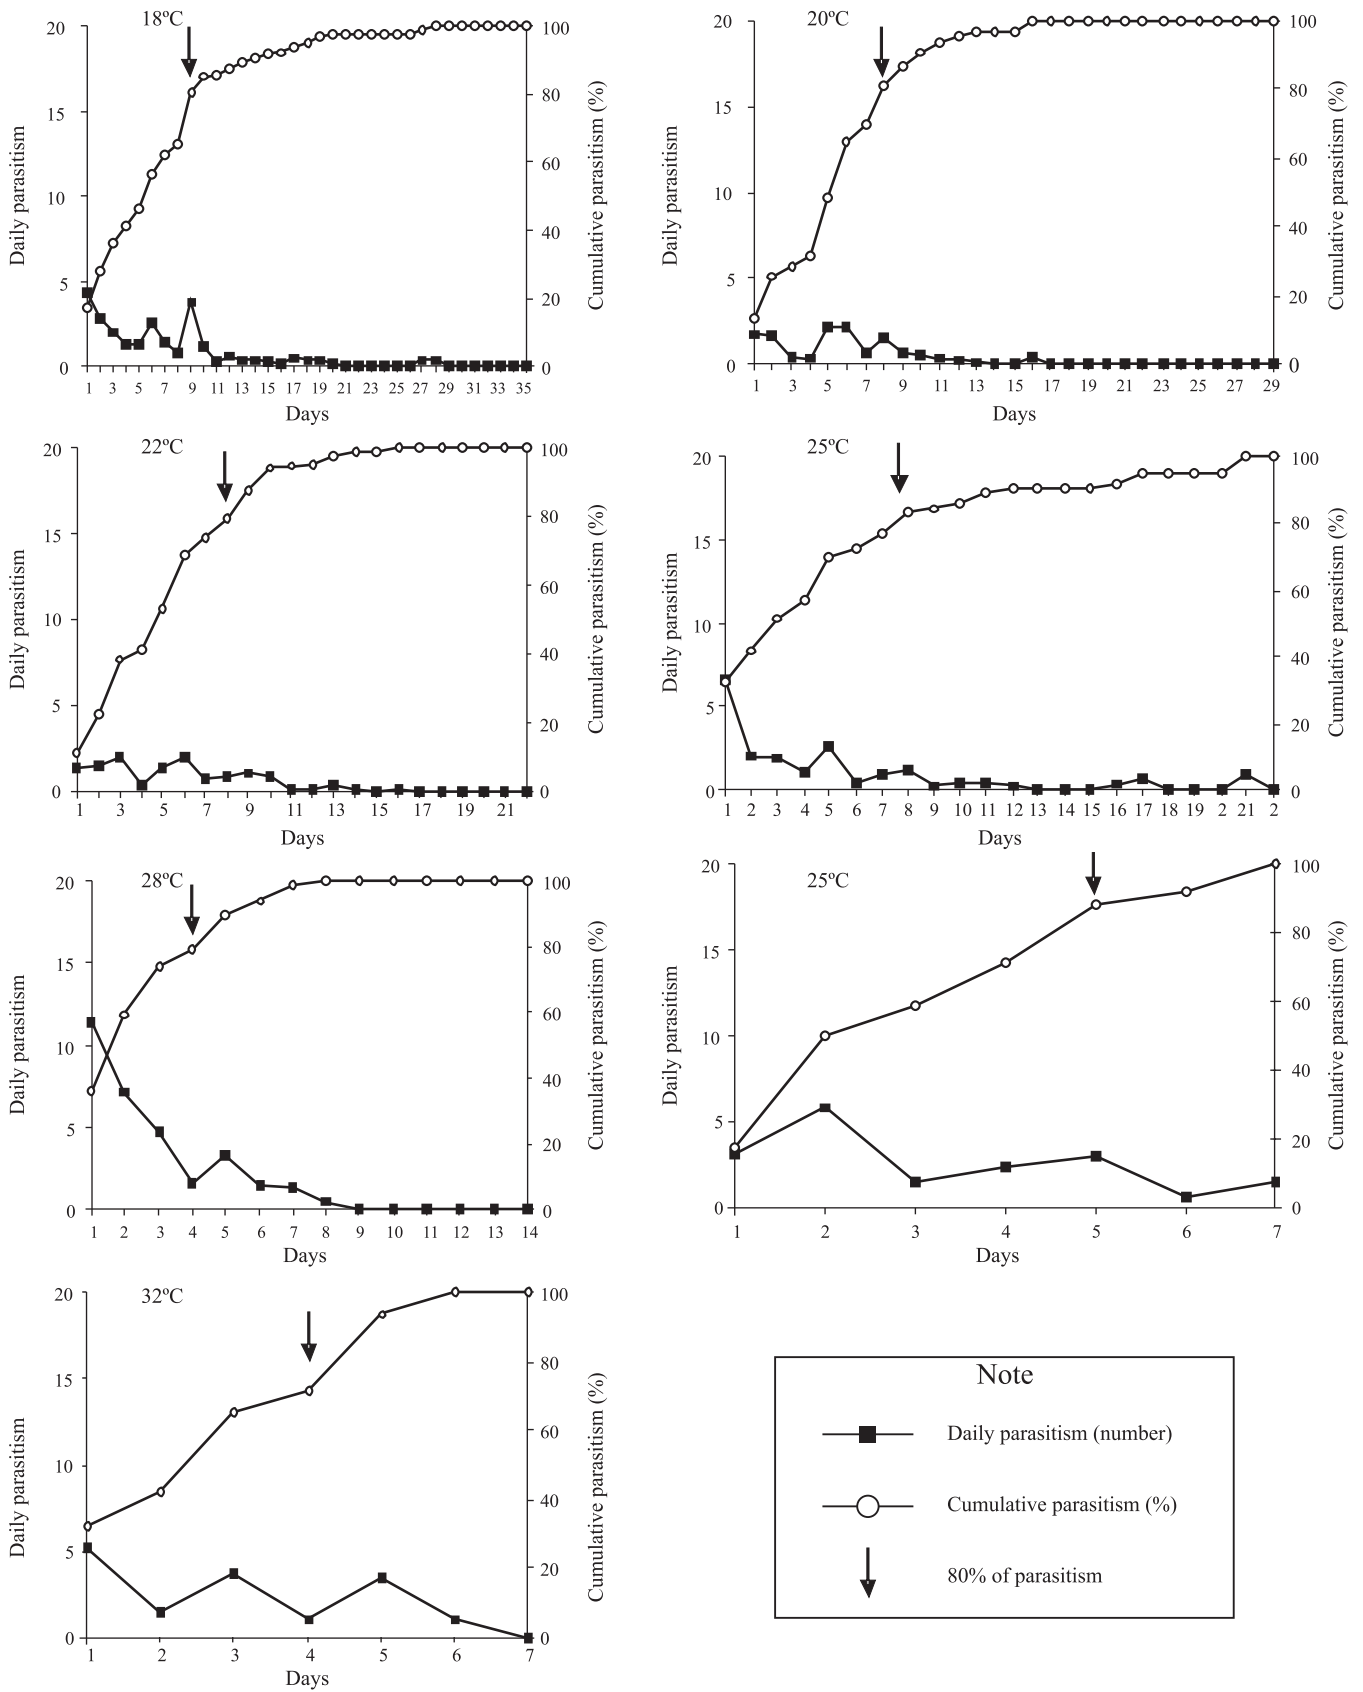 18ºC
Daily parasitism
20
15
10
5
0
100
80
60
40
20
0
Cumulative parasitism (%)
1 3 5 7 9 11 13 15 17 19 21 23 25 27 29 31 33 35
Days
20ºC
Daily parasitism
20
15
10
5
0
100
80
60
40
20
0
Cumulative parasitism (%)
1 3 5 7 9 11 13 15 17 19 21 23 25 27 29
Days
22ºC
Daily parasitism
20
15
10
5
0
100
80
60
40
20
0
Cumulative parasitism (%)
1 3 5 7 9 11 13 15 17 19 21
Days
25ºC
Daily parasitism
20
15
10
5
0
100
80
60
40
20
0
Cumulative parasitism (%)
1 2 3 4 5 6 7 8 9 10 11 12 13 14 15 16 17 18 19 2 21 2
Days
28ºC
Daily parasitism
20
15
10
5
0
100
80
60
40
20
0
Cumulative parasitism (%)
1 2 3 4 5 6 7 8 9 10 11 12 13 14
Days
25ºC
Daily parasitism
20
15
10
5
0
100
80
60
40
20
0
Cumulative parasitism (%)
1 2 3 4 5 6 7
Days
32ºC
Daily parasitism
20
15
10
5
0
100
80
60
40
20
0
Cumulative parasitism (%)
1 2 3 4 5 6 7
Days
Note
Daily parasitism (number)
Cumulative parasitism (%)
80% of parasitism